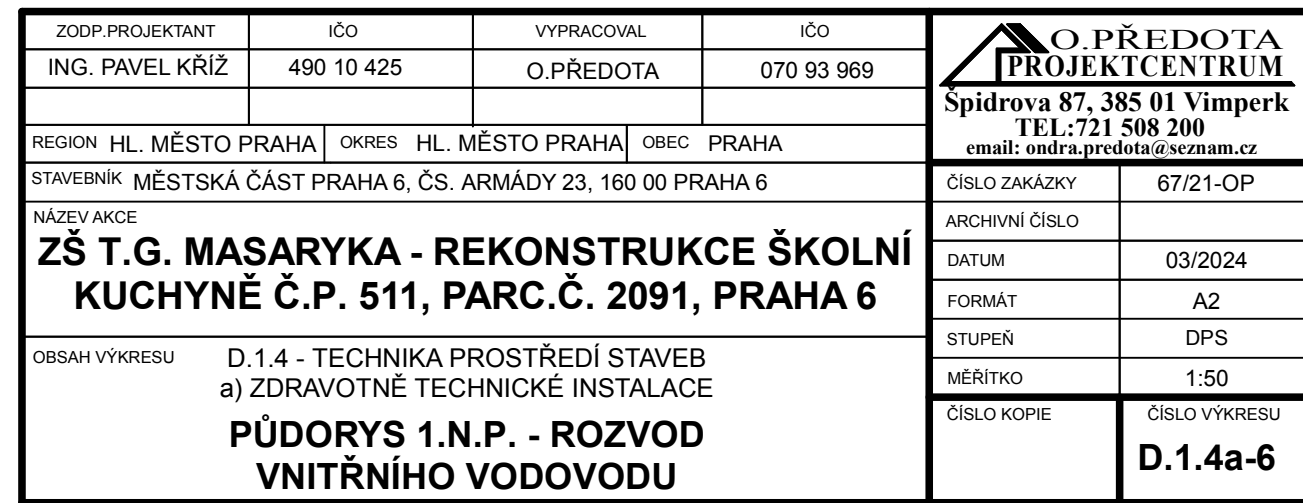 ZODP.PROJEKTANT IČO VYPRACOVAL IČO
ING. PAVEL KŘÍŽ 490 10 425 O.PŘEDOTA 070 93 969
REGION HL. MĚSTO PRAHA OKRES HL. MĚSTO PRAHA OBEC PRAHA
STAVEBNÍK MĚSTSKÁ ČÁST PRAHA 6, ČS. ARMÁDY 23, 160 00 PRAHA 6
NÁZEV AKCE
ZŠ T.G. MASARYKA - REKONSTRUKCE ŠKOLNÍ
KUCHYNĚ Č.P. 511, PARC.Č. 2091, PRAHA 6
OBSAH VÝKRESU D.1.4 - TECHNIKA PROSTŘEDÍ STAVEB
a) ZDRAVOTNĚ TECHNICKÉ INSTALACE
PŮDORYS 1.N.P. - ROZVOD
VNITŘNÍHO VODOVODU
O.PŘEDOTA
PROJEKTCENTRUM
Špidrova 87, 385 01 Vimperk
TEL:721 508 200
email: ondra.predota@seznam.cz
ČÍSLO ZAKÁZKY 67/21-OP
ARCHIVNÍ ČÍSLO
DATUM 03/2024
FORMÁT A2
STUPEŇ DPS
MĚŘÍTKO 1:50
ČÍSLO KOPIE ČÍSLO VÝKRESU
D.1.4a-6